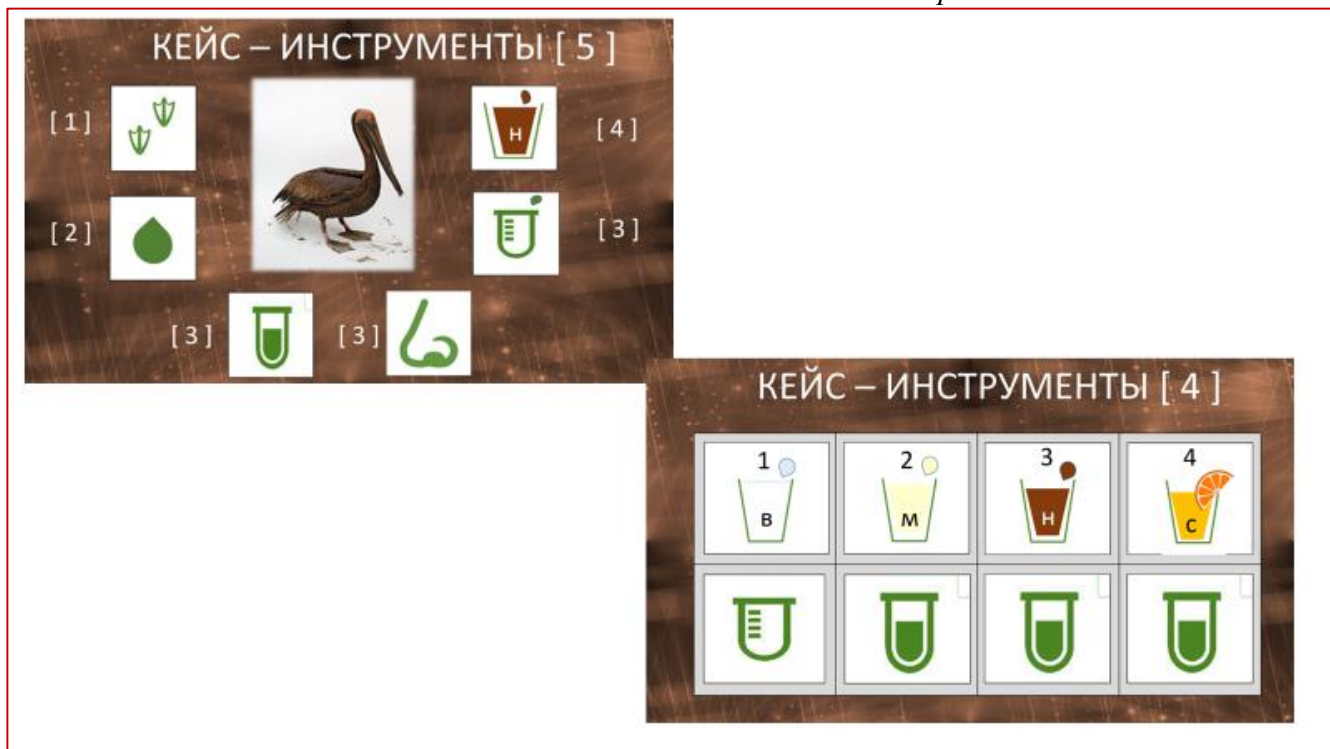 КЕЙС – ИНСТРУМЕНТЫ [ 5 ]
[ 1 ]
Н
[ 4 ]
[ 2 ]
[ 3 ]
[ 3 ]
[ 3 ]
КЕЙС – ИНСТРУМЕНТЫ [ 4 ]
1
2
3
4
В
М
Н
С